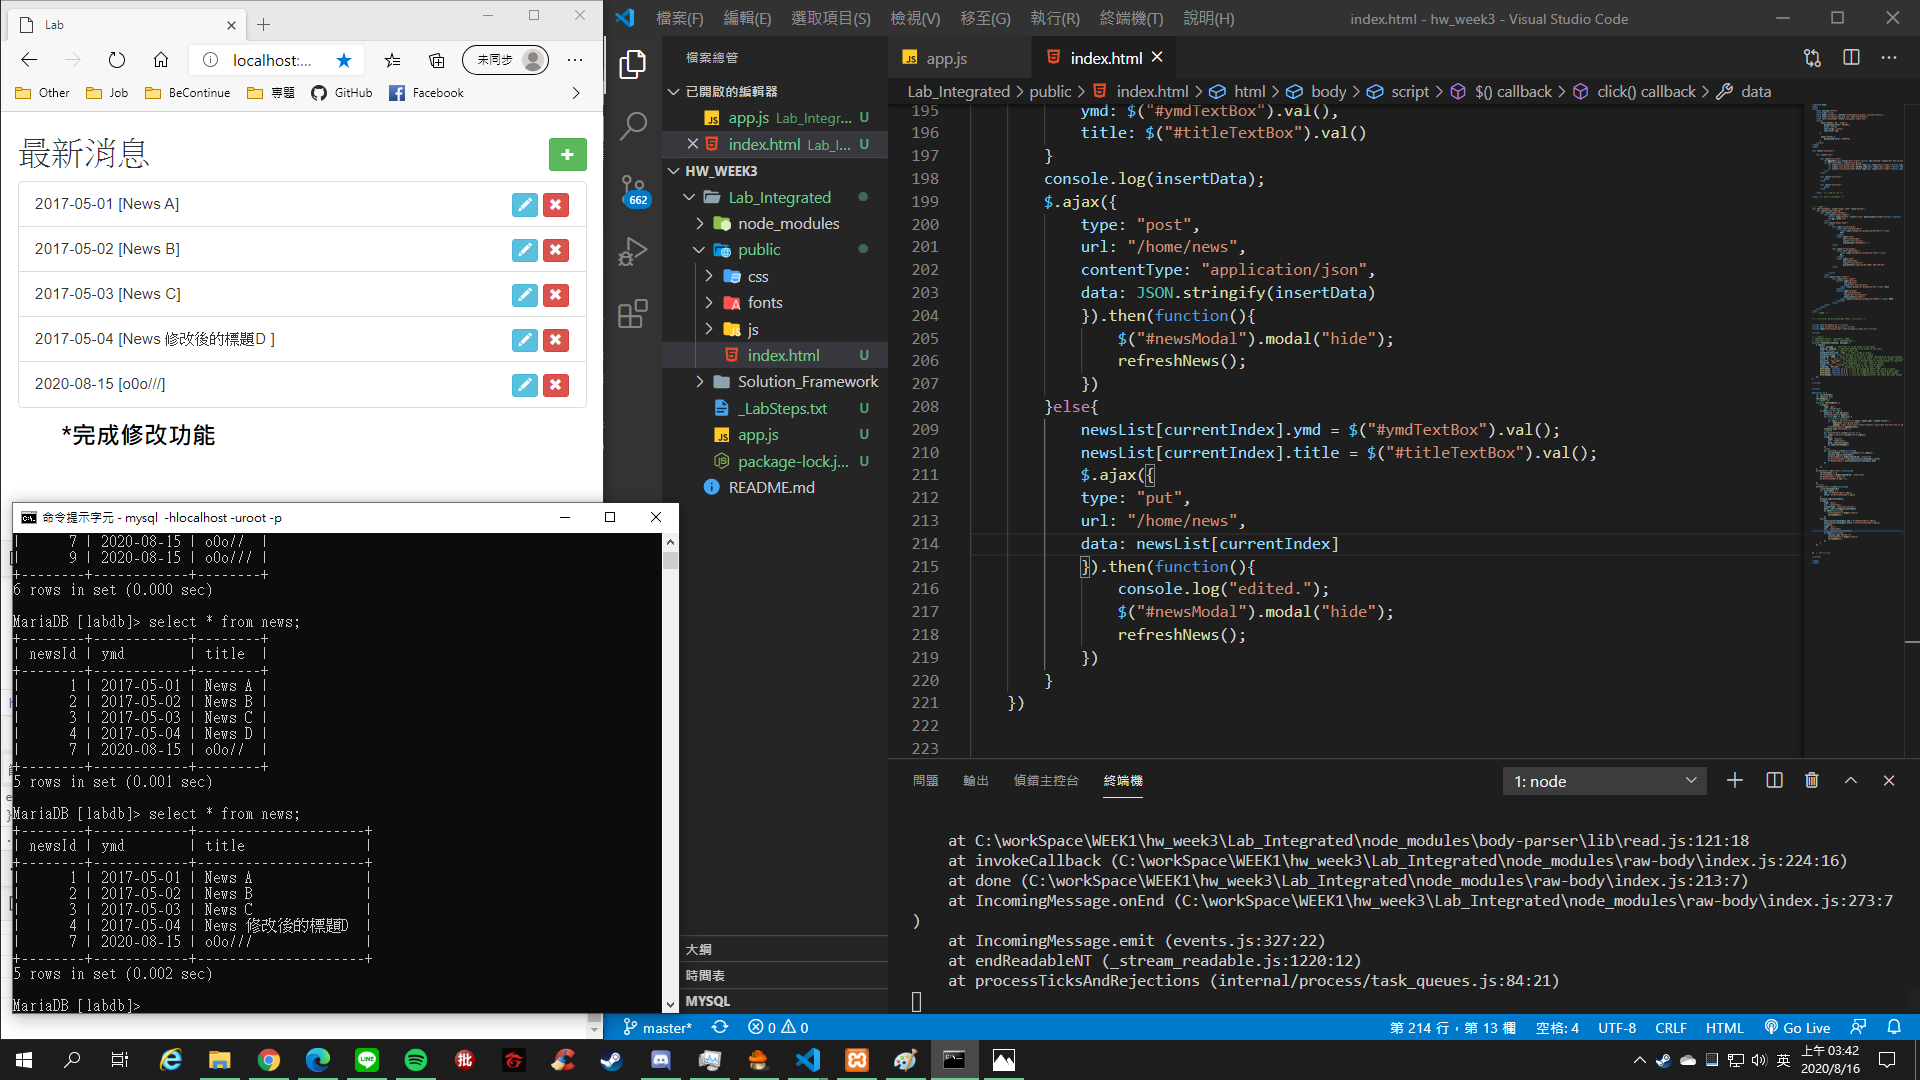 Lab
localhost:...
未同步
Other
Job
BeContinue
專題
GitHub
Facebook
最新消息
2017-05-01 [News A]
2017-05-02 [News B]
2017-05-03 [News C]
2017-05-04 [News 修改後的標題D ]
2020-08-15 [o0o///]
*完成修改功能
命令提示字元 - mysql  -hlocalhost -uroot -p
|      7 | 2020-08-15 | o0o//  |
|      9 | 2020-08-15 | o0o/// |
+--------+------------+--------+
6 rows in set (0.000 sec)
MariaDB [labdb]> select * from news;
+--------+------------+--------+
| newsId | ymd        | title  |
+--------+------------+--------+
|      1 | 2017-05-01 | News A |
|      2 | 2017-05-02 | News B |
|      3 | 2017-05-03 | News C |
|      4 | 2017-05-04 | News D |
|      7 | 2020-08-15 | o0o//  |
+--------+------------+--------+
5 rows in set (0.001 sec)
MariaDB [labdb]> select * from news;
+--------+------------+---------------------+
| newsId | ymd        | title               |
+--------+------------+---------------------+
|      1 | 2017-05-01 | News A              |
|      2 | 2017-05-02 | News B              |
|      3 | 2017-05-03 | News C              |
|      4 | 2017-05-04 | News 修改後的標題D  |
|      7 | 2020-08-15 | o0o///              |
+--------+------------+---------------------+
5 rows in set (0.002 sec)
MariaDB [labdb]>
檔案(F) 編輯(E) 選取項目(S) 檢視(V) 移至(G) 執行(R) 終端機(T) 說明(H)
index.html - hw_week3 - Visual Studio Code
檔案總管
已開啟的編輯器
app.js Lab_Integr... U
index.html Lab_I... U
HW_WEEK3
Lab_Integrated
node_modules
public
css
fonts
js
index.html U
Solution_Framework
_LabSteps.txt U
app.js U
package-lock.j... U
README.md
662
大綱
時間表
MYSQL
app.js
index.html
Lab_Integrated > public > index.html > html > body > script > $() callback > click() callback > data
195 ymd: $("#ymdTextBox").val(),
196 title: $("#titleTextBox").val()
197 }
198 console.log(insertData);
199 $.ajax({
200 type: "post",
201 url: "/home/news",
202 contentType: "application/json",
203 data: JSON.stringify(insertData)
204 }).then(function(){
205 $("#newsModal").modal("hide");
206 refreshNews();
207 })
208 }else{
209 newsList[currentIndex].ymd = $("#ymdTextBox").val();
210 newsList[currentIndex].title = $("#titleTextBox").val();
211 $.ajax({
212 type: "put",
213 url: "/home/news",
214 data: newsList[currentIndex]
215 }).then(function(){
216 console.log("edited.");
217 $("#newsModal").modal("hide");
218 refreshNews();
219 })
220 }
221 })
222
223
問題 輸出 偵錯主控台 終端機
1: node
at C:\workSpace\WEEK1\hw_week3\Lab_Integrated\node_modules\body-parser\lib\read.js:121:18
at invokeCallback (C:\workSpace\WEEK1\hw_week3\Lab_Integrated\node_modules\raw-body\index.js:224:16)
at done (C:\workSpace\WEEK1\hw_week3\Lab_Integrated\node_modules\raw-body\index.js:213:7)
at IncomingMessage.onEnd (C:\workSpace\WEEK1\hw_week3\Lab_Integrated\node_modules\raw-body\index.js:273:7
)
at IncomingMessage.emit (events.js:327:22)
at endReadableNT (_stream_readable.js:1220:12)
at processTicksAndRejections (internal/process/task_queues.js:84:21)
master*
0 0
第 214 行，第 13 欄
空格: 4
UTF-8
CRLF
HTML
Go Live
英
上午 03:42
2020/8/16